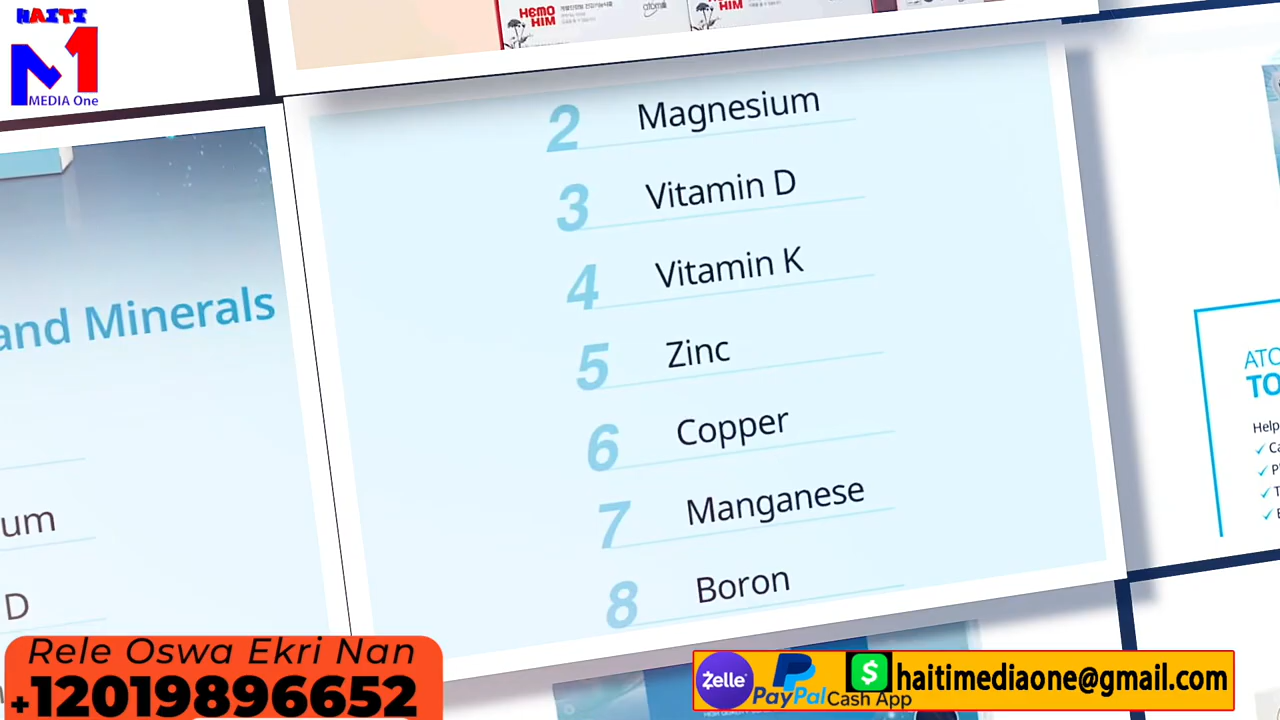 HAITI
M1
MEDIA One
HEMO
HIM
atomy
HIM
and Minerals
um
D
2 Magnesium
3 Vitamin D
4 Vitamin K
5 Zinc
6 Copper
7 Manganese
8 Boron
ATO
TO
Help
✓ Ca
✓ P
✓ T
✓ E
Rele Oswa Ekri Nan
+12019896652
Zelle
PayPal
$
Cash App
haitimediaone@gmail.com